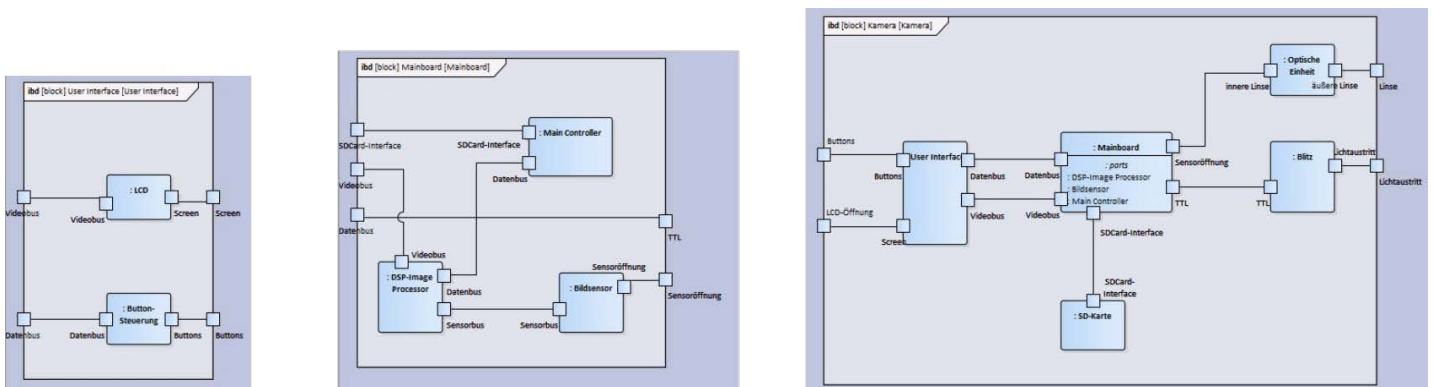 ibd [block] User Interface [User Interface]
: LCD
Videobus
Videobus
Screen
Screen
: Button-
Steuerung
Datenbus
Datenbus
Buttons
Buttons
ibd [block] Mainboard [Mainboard]
: Main Controller
SDCard-Interface
SDCard-Interface
Datenbus
Videobus
Datenbus
TTL
Videobus
: DSP-Image
Processor
Datenbus
Sensoröffnung
: Bildsensor
Sensoröffnung
Sensorbus
Sensorbus
ibd [block] Kamera [Kamera]
: Optische
Einheit
innere Linse
äußere Linse
Linse
Buttons
User Interface
Buttons
Datenbus
Datenbus
: Mainboard
: parts
: DSP-Image Processor
: Bildsensor
: Main Controller
Sensoröffnung
: Blitz
Lichtaustritt
Lichtaustritt
LCD-Öffnung
Screen
Videobus
Videobus
TTL
TTL
SDCard-Interface
SDCard-
Interface
: SD-Karte